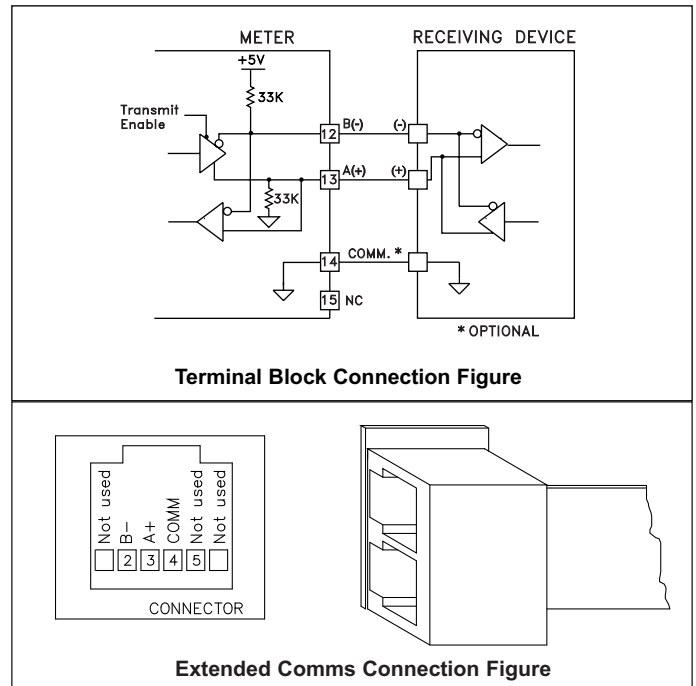 METER
RECEIVING DEVICE
+5V
33K
Transmit
Enable
12
B(-)
(-)
13
A(+)
(+)
33K
14
COMM. *
15
NC
* OPTIONAL
Terminal Block Connection Figure
Not used
B-
A+
COMM
Not used
Not used
2
3
4
5
CONNECTOR
Extended Comms Connection Figure